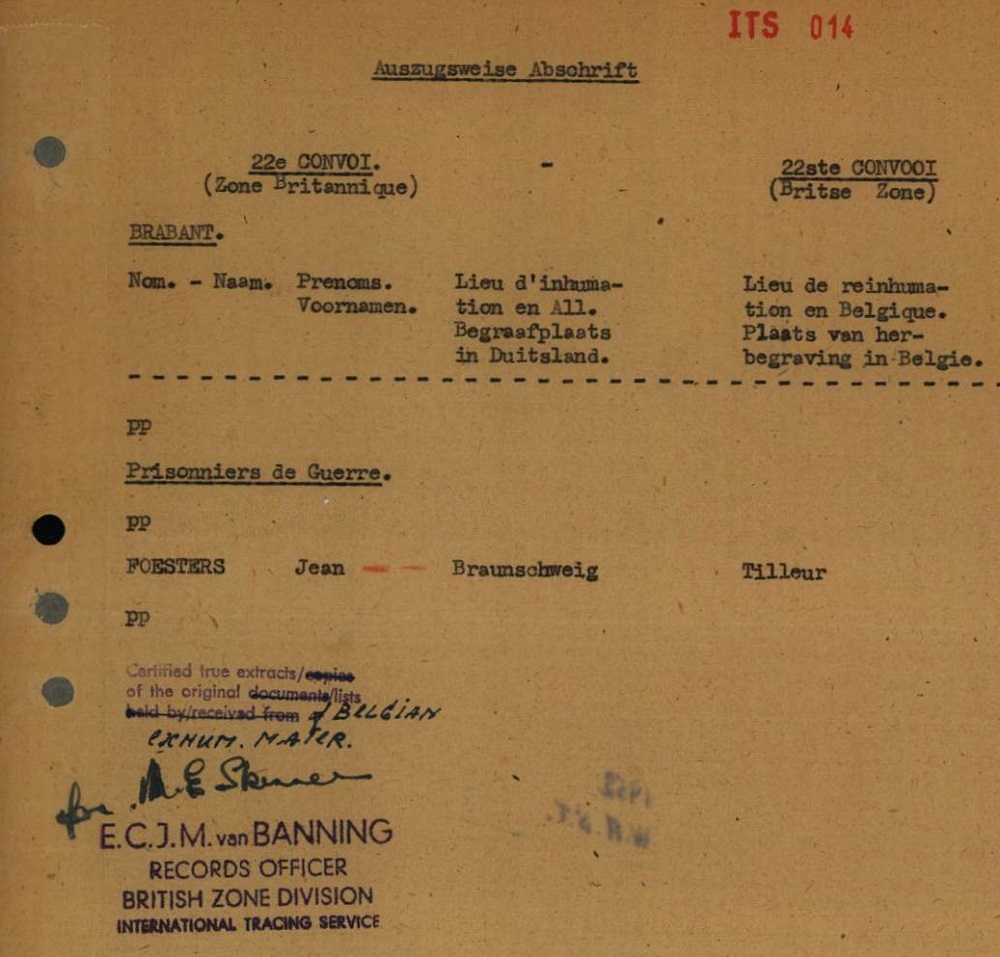 ITS 014
Auszugsweise Abschrift
22e CONVOI. - 22ste CONVOOI
(Zone Britannique) (Britse Zone)
BRABANT.
Nom. - Naam. Prenoms. Lieu d'inhuma- Lieu de reinhuma-
Voornamen. tion en All. tion en Belgique.
Begraafplaats Plaats van her-
in Duitsland. begraving in Belgie.
pp
Prisonniers de Guerre.
pp
FOESTERS Jean Braunschweig Tilleur
pp
Certified true extracts/copies
of the original documents/lists
held by/received from of BELGIAN
EXHUM. MATER.
for M.E Skinner
E.C.J.M. van BANNING
RECORDS OFFICER
BRITISH ZONE DIVISION
INTERNATIONAL TRACING SERVICE